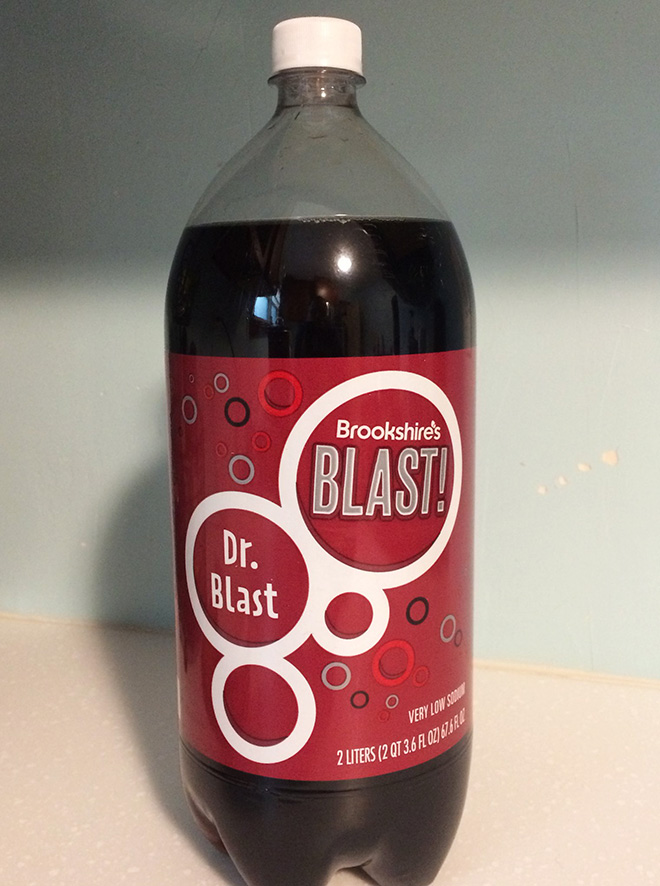 Brookshire's
BLAST!
Dr.
Blast
VERY LOW SODIUM
2 LITERS (2 QT 3.6 FL OZ) 67.6 FL OZ